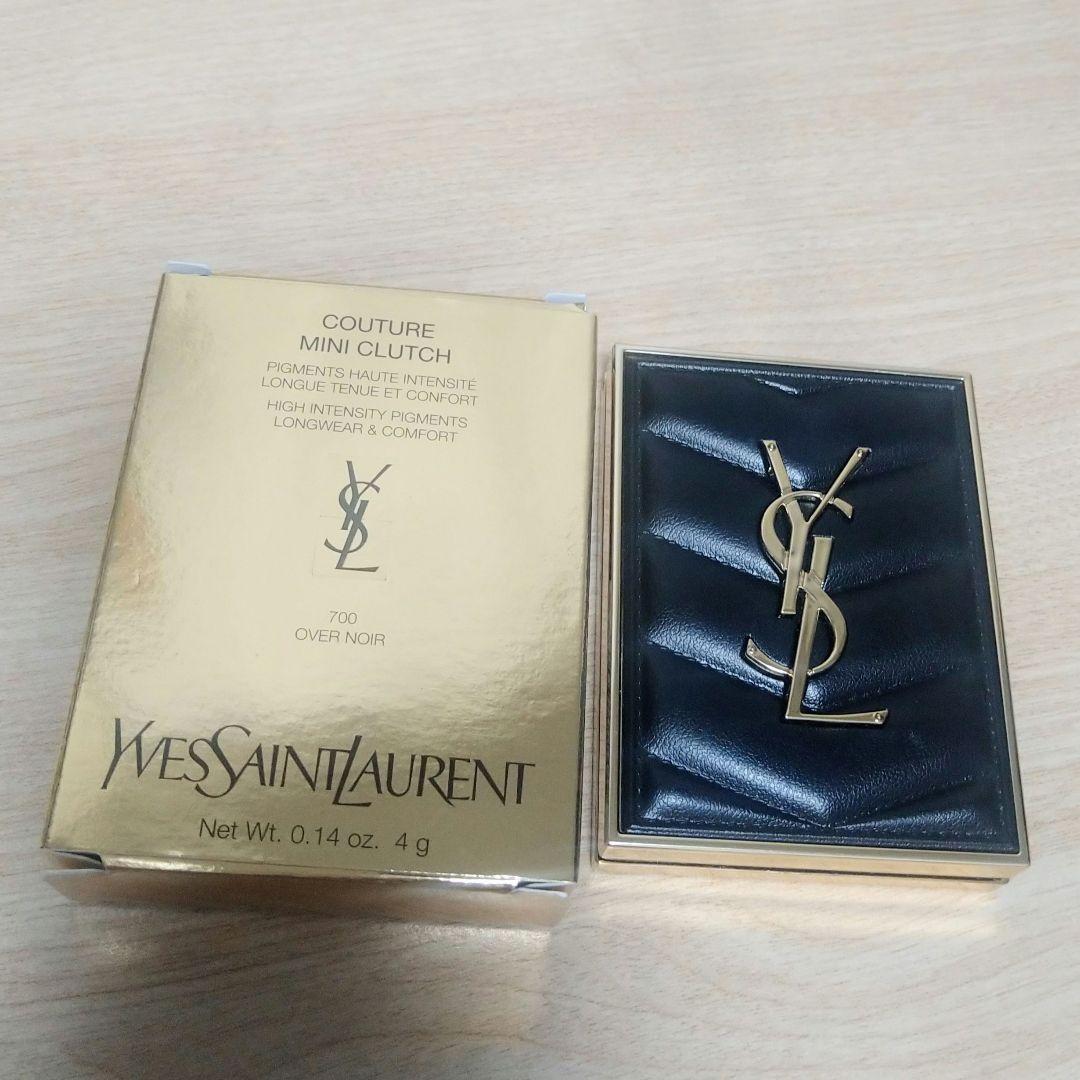 COUTURE
MINI CLUTCH
PIGMENTS HAUTE INTENSITÉ
LONGUE TENUE ET CONFORT
HIGH INTENSITY PIGMENTS
LONGWEAR & COMFORT
YSL
700
OVER NOIR
YVESSAINTLAURENT
Net Wt. 0.14 oz. 4 g
YSL